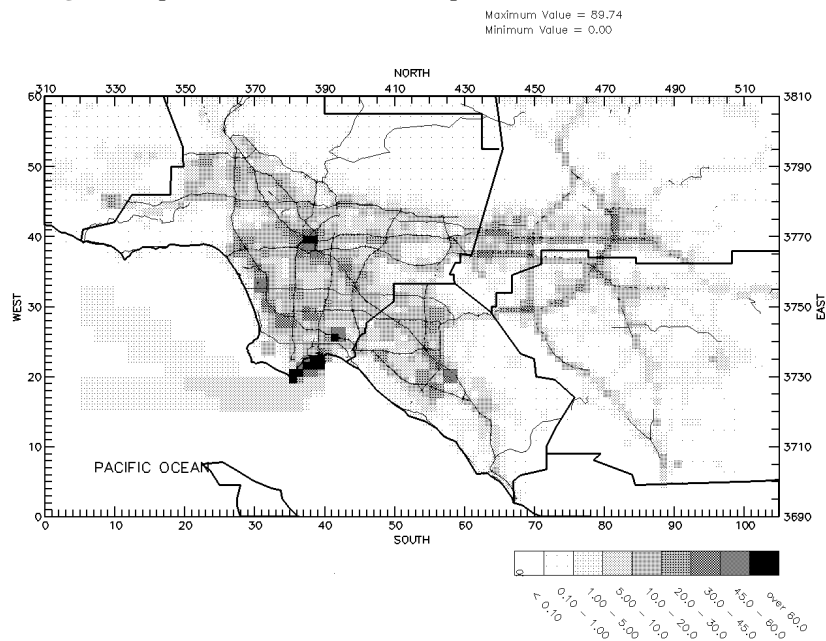 Maximum Value = 89.74
Minimum Value = 0.00
NORTH
310 330 350 370 390 410 430 450 470 490 510
60 3810
50 3790
40 3770
WEST 30 3750 EAST
20 3730
10 3710
PACIFIC OCEAN
0 3690
0 10 20 30 40 50 60 70 80 90 100
SOUTH
< 0.10
0.10 - 1.00
1.00 - 5.00
5.00 - 10.0
10.0 - 20.0
20.0 - 30.0
30.0 - 45.0
45.0 - 60.0
over 60.0